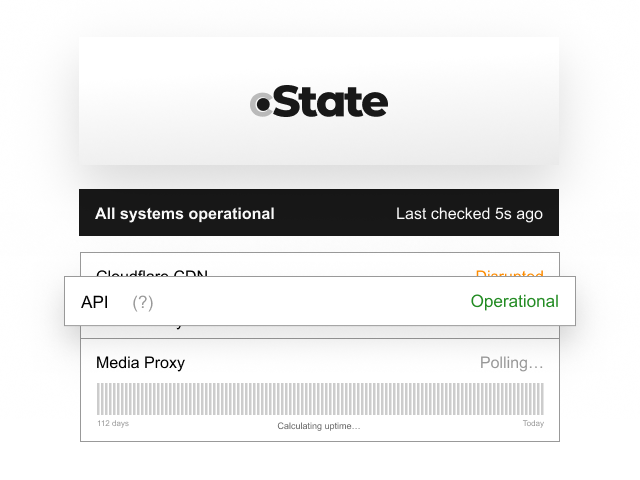 cState
All systems operational Last checked 5s ago
Cloudflare CDN Disrupted
API (?) Operational
Media Proxy Polling...
112 days Calculating uptime... Today